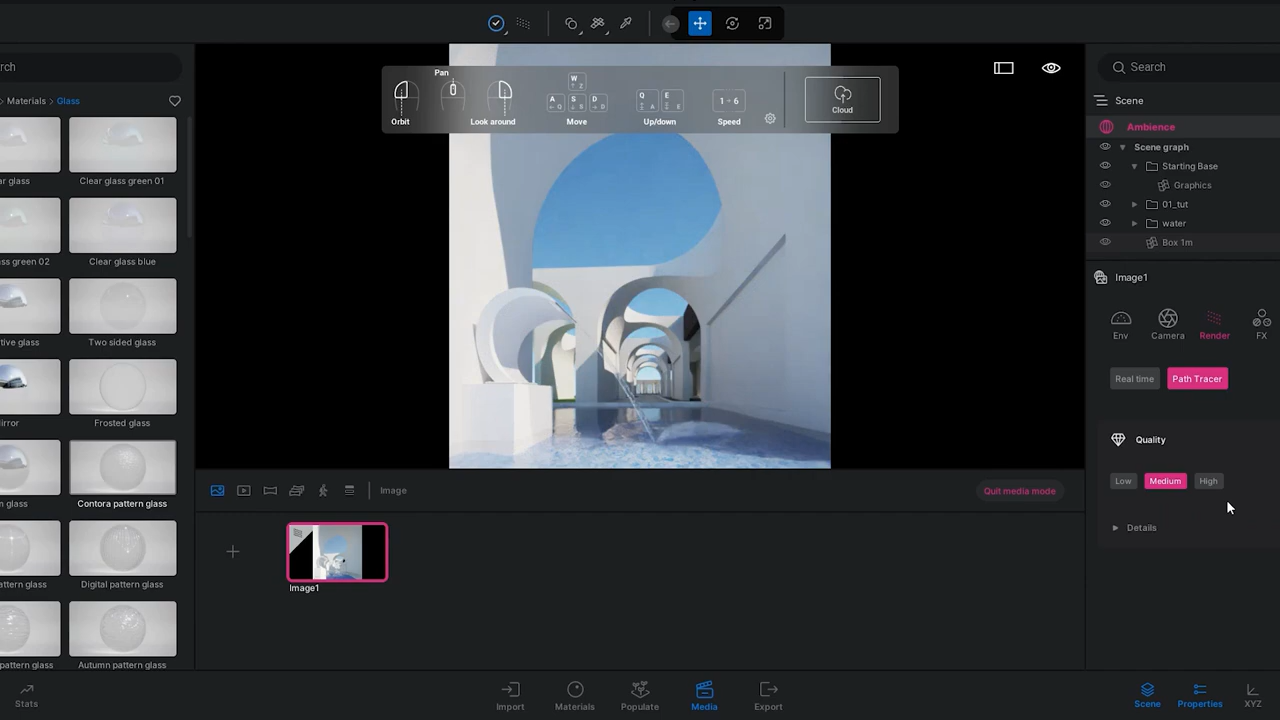 rch
Search
Materials
Glass
Pan
W
Z
A
Q
S
D
Q
E
1 - 6
Orbit
Look around
Move
Up/down
Speed
Cloud
Scene
Ambience
Scene graph
Starting Base
Graphics
01_tut
water
Box 1m
ar glass
Clear glass green 01
ss green 02
Clear glass blue
tive glass
Two sided glass
irror
Frosted glass
n glass
Contora pattern glass
attern glass
Digital pattern glass
pattern glass
Autumn pattern glass
Image1
Env
Camera
Render
FX
Real time
Path Tracer
Quality
Low
Medium
High
Details
Image
Quit media mode
Image1
Stats
Import
Materials
Populate
Media
Export
Scene
Properties
XYZ